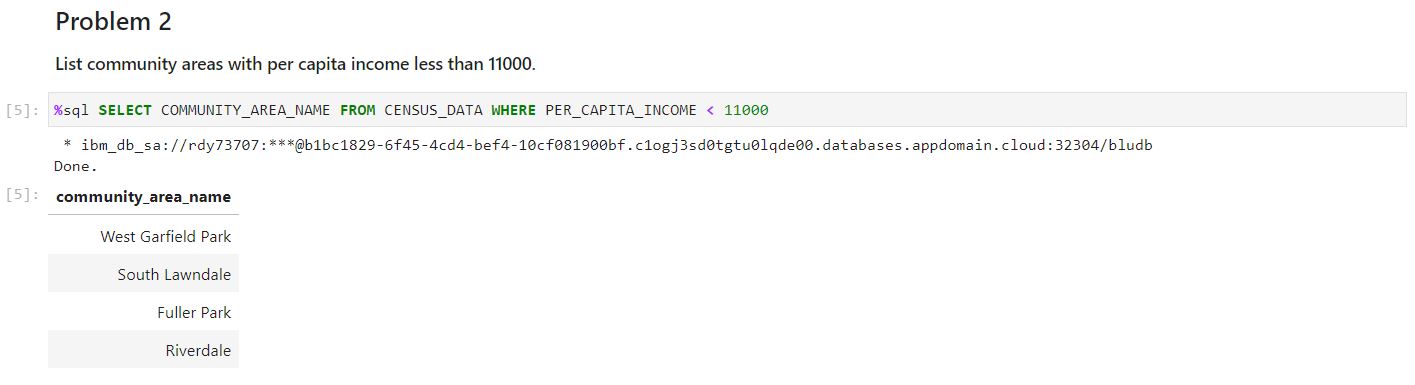 Problem 2
List community areas with per capita income less than 11000.
[5]: %sql SELECT COMMUNITY_AREA_NAME FROM CENSUS_DATA WHERE PER_CAPITA_INCOME < 11000
* ibm_db_sa://rdy73707:***@b1bc1829-6f45-4cd4-bef4-10cf081900bf.c1ogj3sd0tgtu0lqde00.databases.appdomain.cloud:32304/bludb
Done.
[5]: community_area_name
West Garfield Park
South Lawndale
Fuller Park
Riverdale